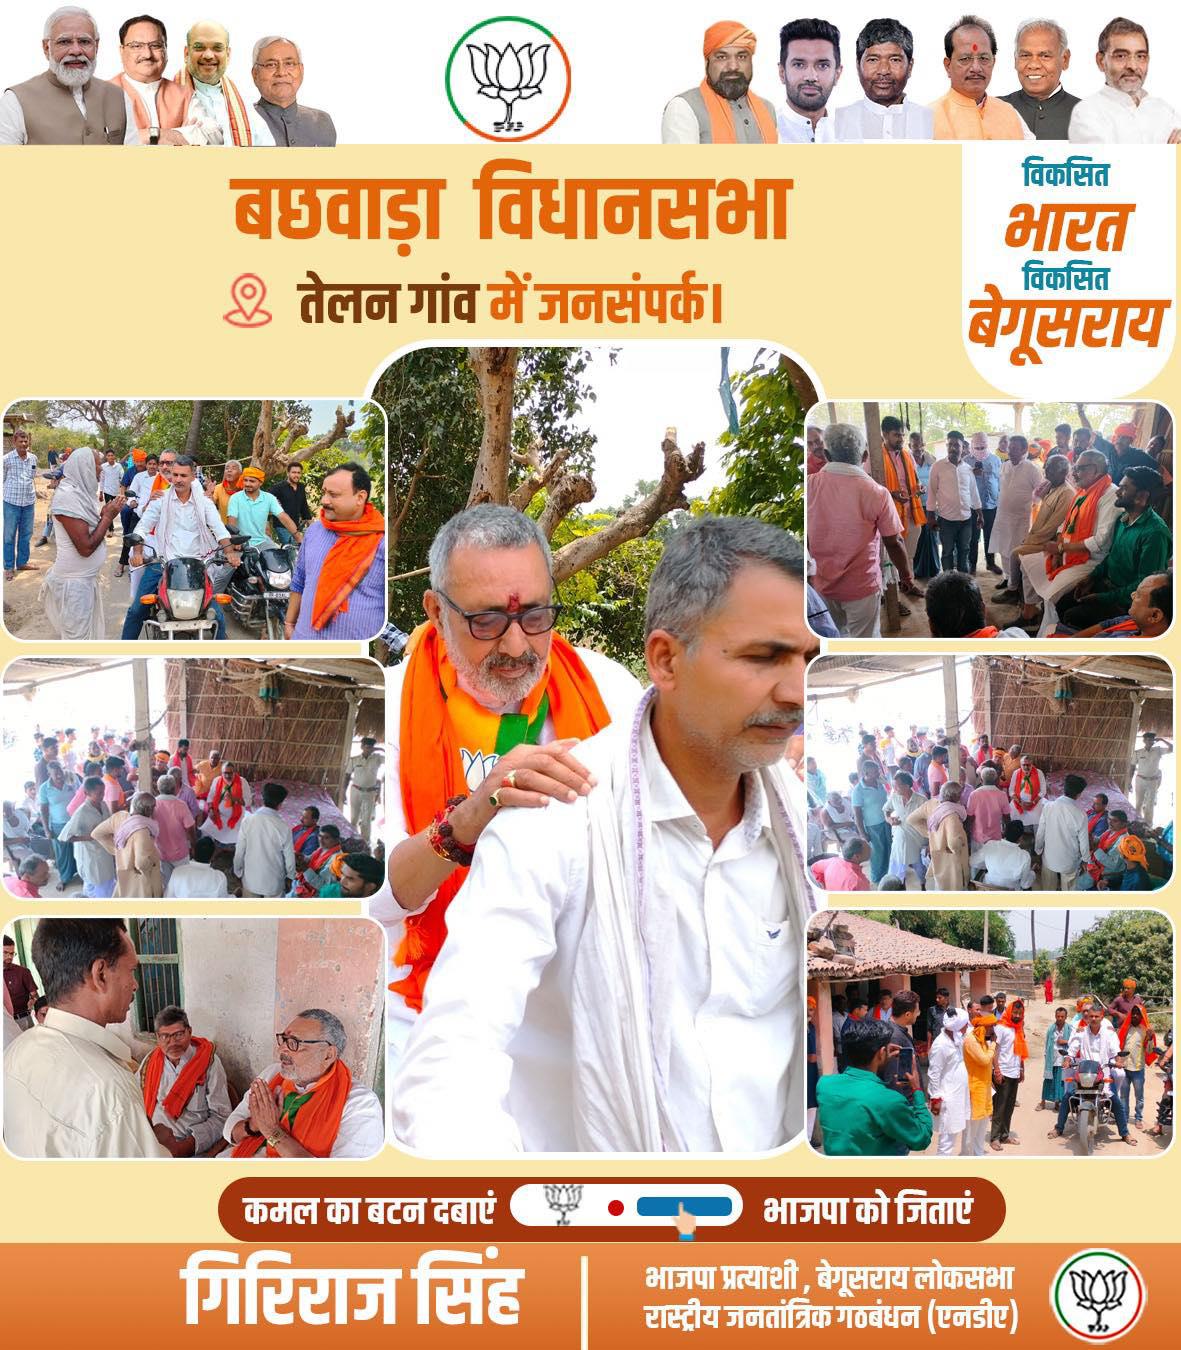 बछवाड़ा विधानसभा
तेलन गांव में जनसंपर्क।
विकसित
भारत
विकसित
बेगूसराय
कमल का बटन दबाएं
भाजपा को जिताएं
गिरिराज सिंह
भाजपा प्रत्याशी , बेगूसराय लोकसभा
रास्ट्रीय जनतांत्रिक गठबंधन (एनडीए)